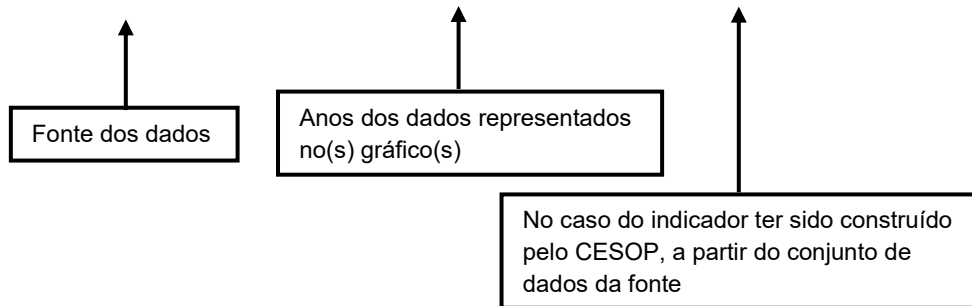 Fonte dos dados
Anos dos dados representados
no(s) gráfico(s)
No caso do indicador ter sido construído
pelo CESOP, a partir do conjunto de
dados da fonte